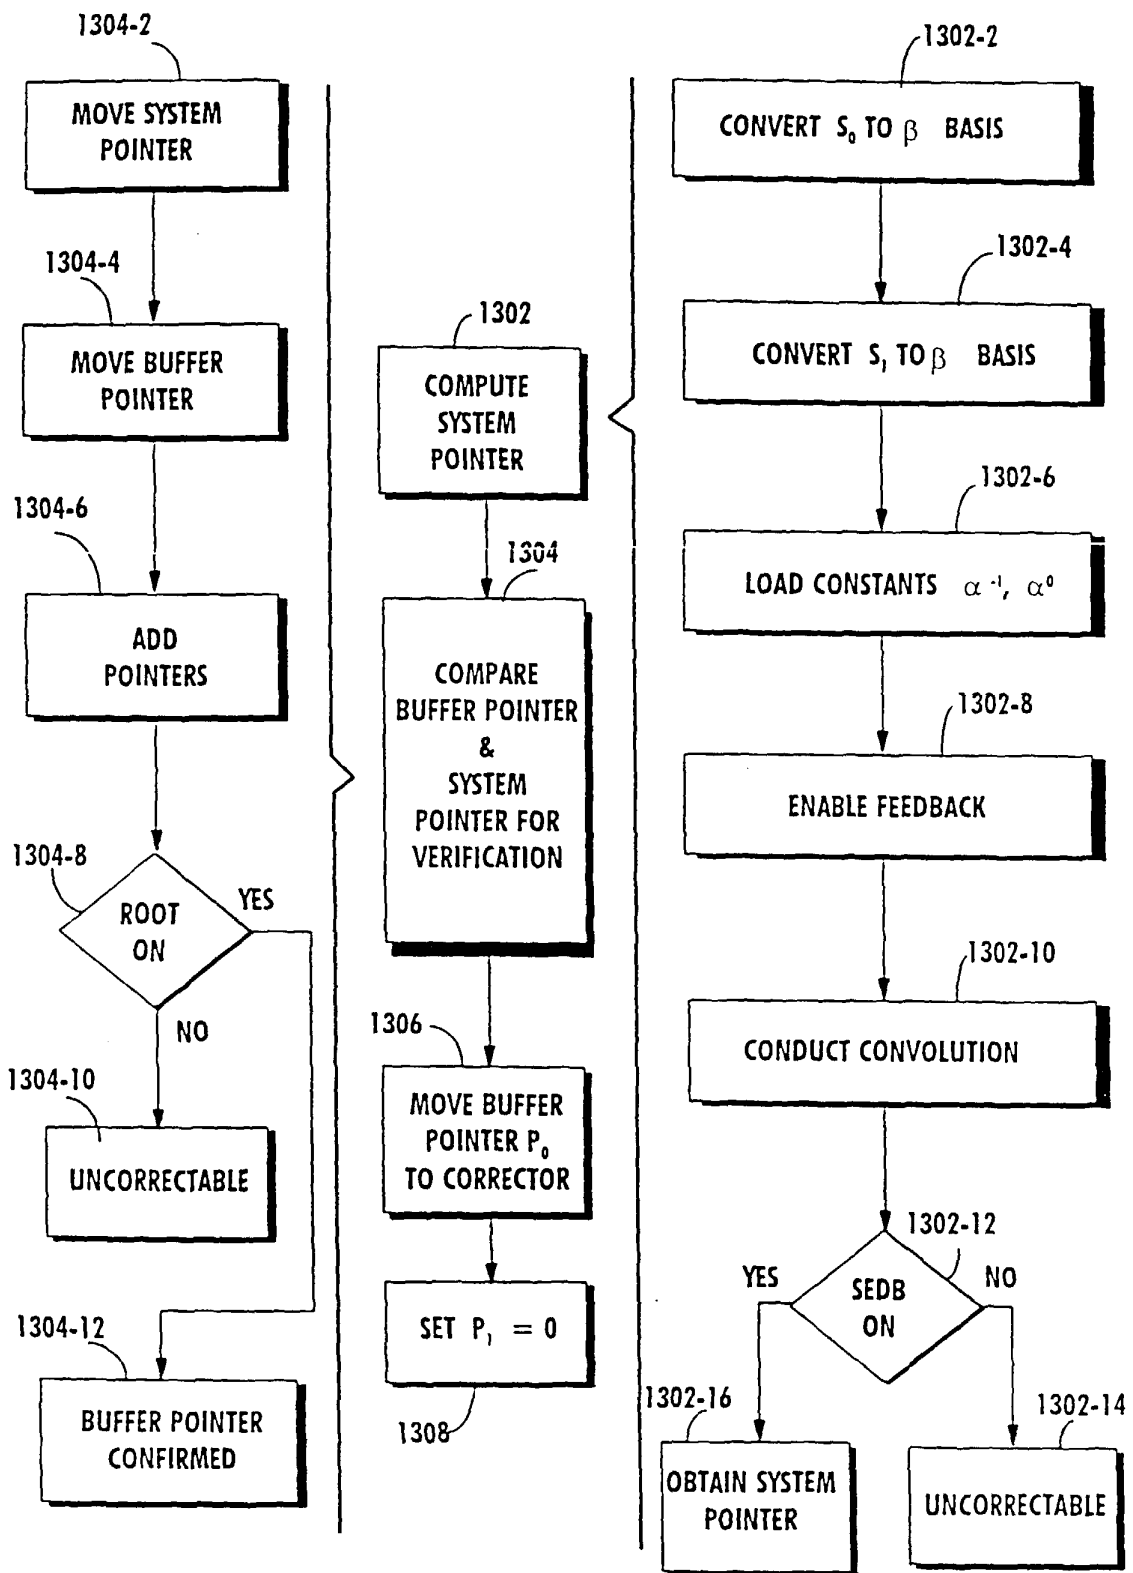 1304-2
MOVE SYSTEM
POINTER
1304-4
MOVE BUFFER
POINTER
1304-6
ADD
POINTERS
1304-8
ROOT
ON
YES
NO
1304-10
UNCORRECTABLE
1304-12
BUFFER POINTER
CONFIRMED
1302
COMPUTE
SYSTEM
POINTER
1304
COMPARE
BUFFER POINTER
&
SYSTEM
POINTER FOR
VERIFICATION
1306
MOVE BUFFER
POINTER P₀
TO CORRECTOR
SET P₁ = 0
1308
1302-2
CONVERT S₀ TO β BASIS
1302-4
CONVERT S₁ TO β BASIS
1302-6
LOAD CONSTANTS α⁻¹, α⁰
1302-8
ENABLE FEEDBACK
1302-10
CONDUCT CONVOLUTION
1302-12
SEDB
ON
YES
NO
1302-16
OBTAIN SYSTEM
POINTER
1302-14
UNCORRECTABLE